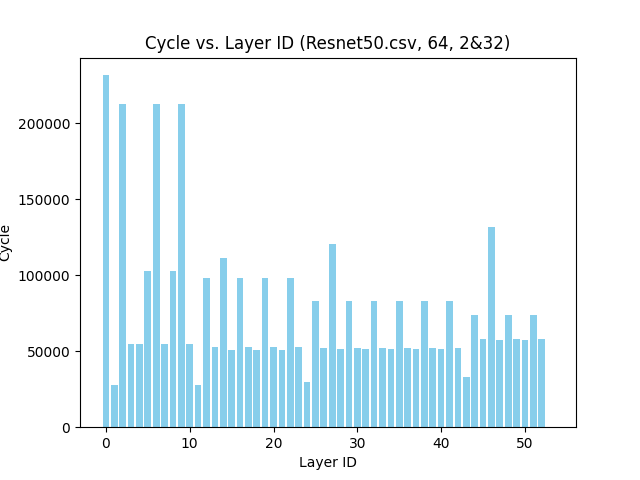 Cycle vs. Layer ID (Resnet50.csv, 64, 2&32)
200000
150000
100000
50000
0
Cycle
0 10 20 30 40 50
Layer ID